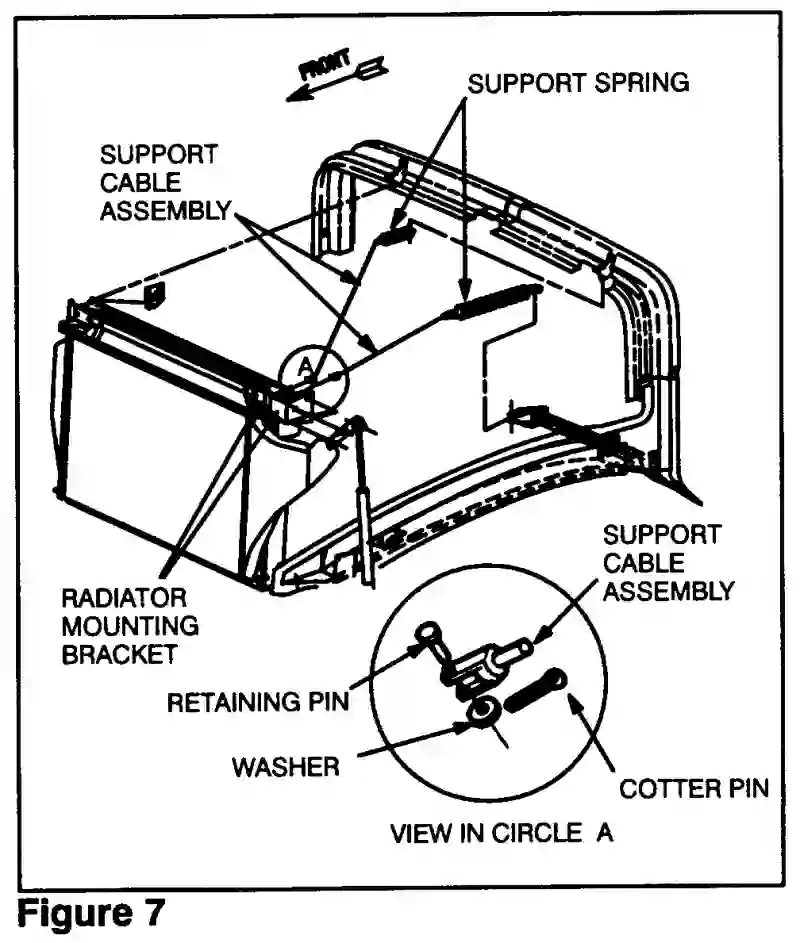 FRONT
SUPPORT SPRING
SUPPORT
CABLE
ASSEMBLY
A
SUPPORT
CABLE
ASSEMBLY
RADIATOR
MOUNTING
BRACKET
RETAINING PIN
WASHER
COTTER PIN
VIEW IN CIRCLE A
Figure 7